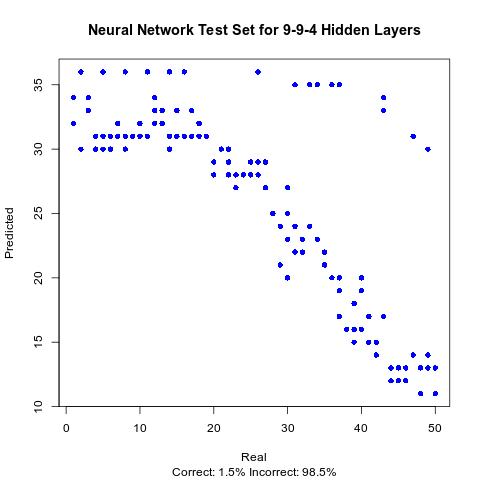 Neural Network Test Set for 9-9-4 Hidden Layers
Predicted
35
30
25
20
15
10
0 10 20 30 40 50
Real
Correct: 1.5% Incorrect: 98.5%